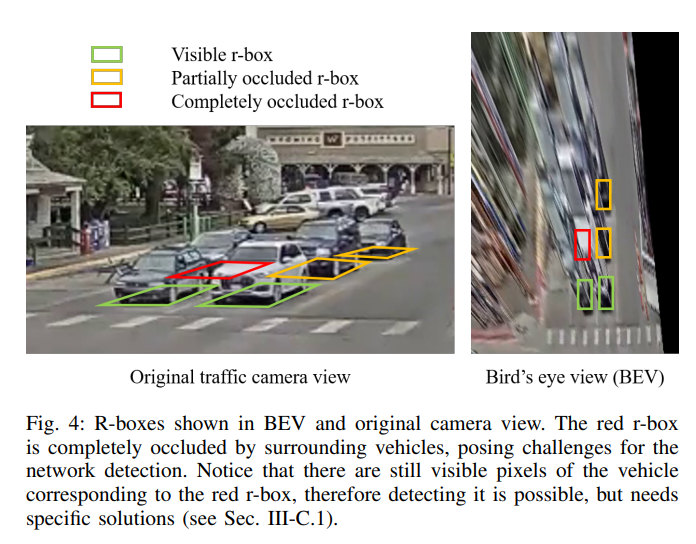 Visible r-box
Partially occluded r-box
Completely occluded r-box
Original traffic camera view
Bird's eye view (BEV)
Fig. 4: R-boxes shown in BEV and original camera view. The red r-box
is completely occluded by surrounding vehicles, posing challenges for the
network detection. Notice that there are still visible pixels of the vehicle
corresponding to the red r-box, therefore detecting it is possible, but needs
specific solutions (see Sec. III-C.1).